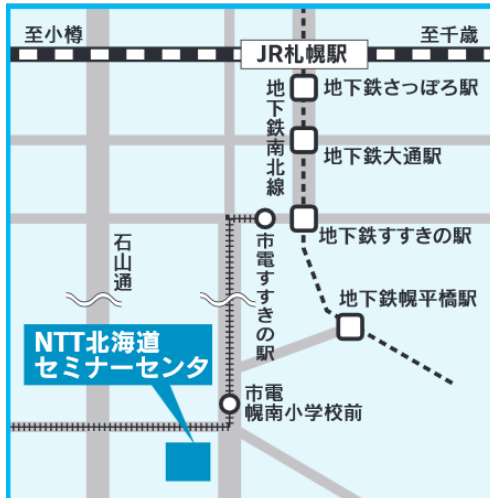 至小樽
至千歳
JR札幌駅
地下鉄さっぽろ駅
地下鉄南北線
地下鉄大通駅
地下鉄すすきの駅
石山通
市電すすきの駅
地下鉄幌平橋駅
NTT北海道
セミナーセンタ
市電
幌南小学校前